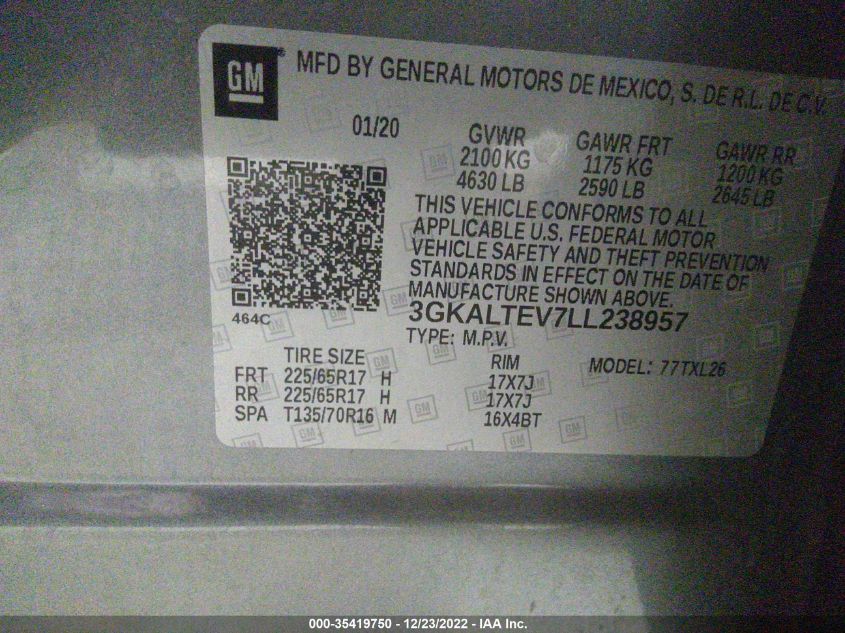 GM
MFD BY GENERAL MOTORS DE MEXICO, S. DE R.L. DE C.V.
01/20
GVWR
2100 KG
4630 LB
GAWR FRT
1175 KG
2590 LB
GAWR RR
1200 KG
2645 LB
THIS VEHICLE CONFORMS TO ALL
APPLICABLE U.S. FEDERAL MOTOR
VEHICLE SAFETY AND THEFT PREVENTION
STANDARDS IN EFFECT ON THE DATE OF
MANUFACTURE SHOWN ABOVE.
464C
3GKALTEV7LL238957
TYPE: M.P.V.
TIRE SIZE RIM MODEL: 77TXL26
FRT 225/65R17 H 17X7J
RR 225/65R17 H 17X7J
SPA T135/70R16 M 16X4BT
000-35419750 - 12/23/2022 - IAA Inc.